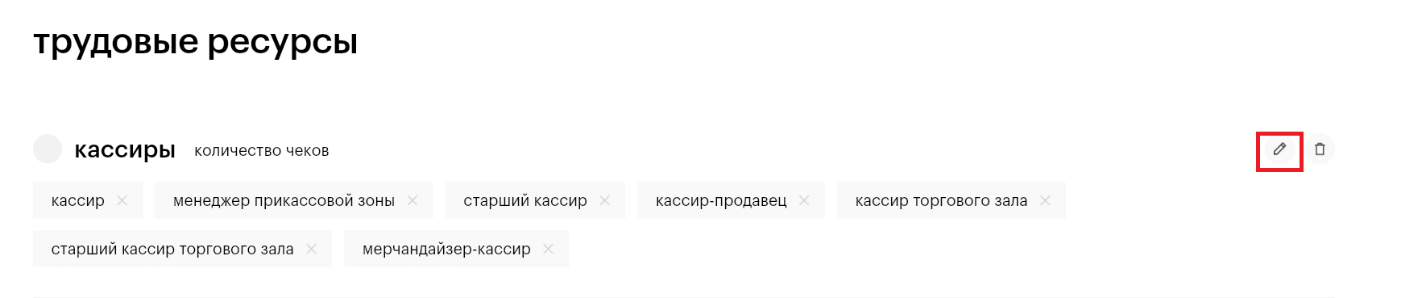 трудовые ресурсы
кассиры количество чеков
кассир менеджер прикассовой зоны старший кассир кассир-продавец кассир торгового зала
старший кассир торгового зала мерчандайзер-кассир